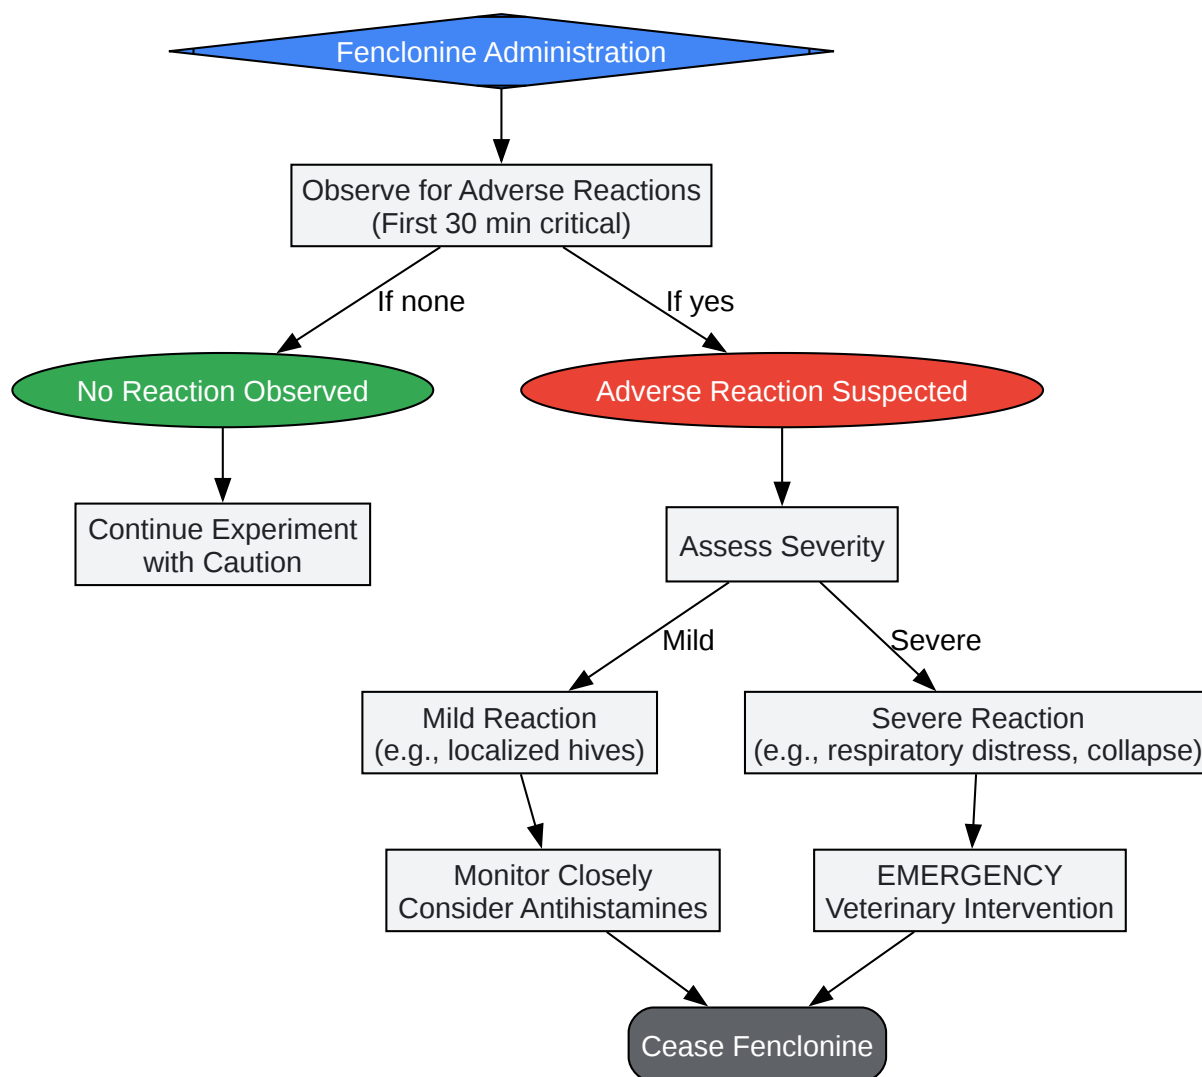 Fenclonine Administration
Observe for Adverse Reactions
(First 30 min critical)
If none
If yes
No Reaction Observed
Adverse Reaction Suspected
Continue Experiment
with Caution
Assess Severity
Mild
Severe
Mild Reaction
(e.g., localized hives)
Severe Reaction
(e.g., respiratory distress, collapse)
Monitor Closely
Consider Antihistamines
EMERGENCY
Veterinary Intervention
Cease Fenclonine